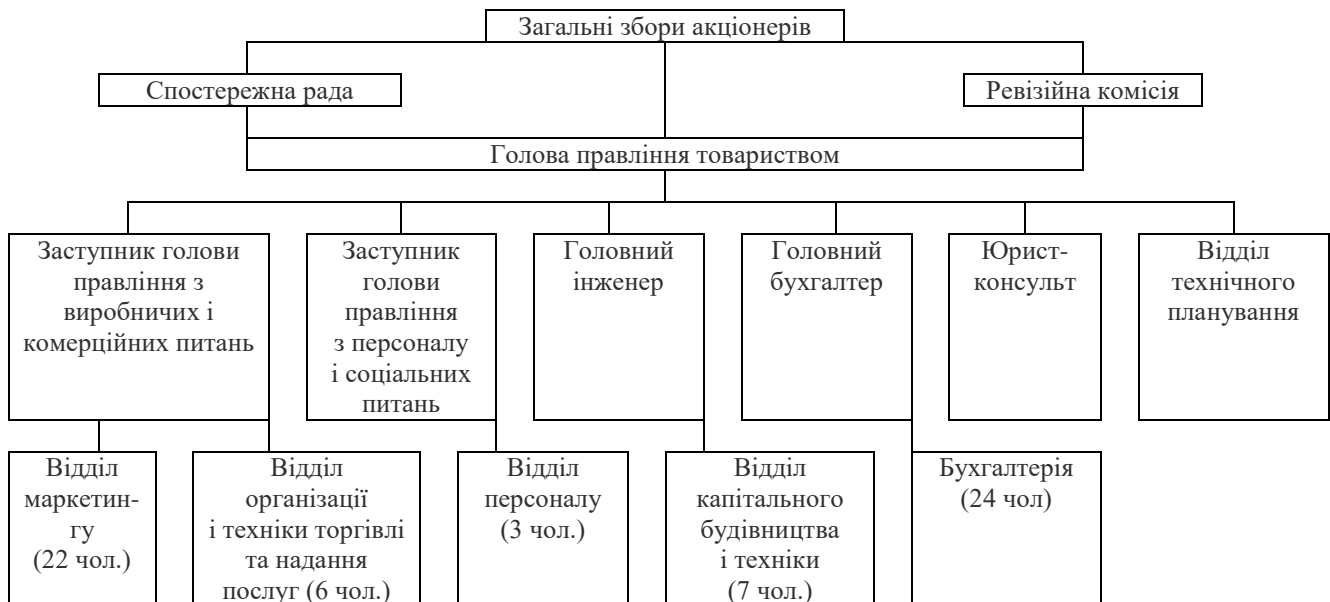 Загальні збори акціонерів
Спостережна рада
Ревізійна комісія
Голова правління товариством
Заступник голови
правління з
виробничих і
комерційних питань
Заступник
голови
правління
з персоналу
і соціальних
питань
Головний
інженер
Головний
бухгалтер
Юрист-
консульт
Відділ
технічного
планування
Відділ
маркетин-
гу
(22 чол.)
Відділ
організації
і техніки торгівлі
та надання
послуг (6 чол.)
Відділ
персоналу
(3 чол.)
Відділ
капітального
будівництва
і техніки
(7 чол.)
Бухгалтерія
(24 чол)